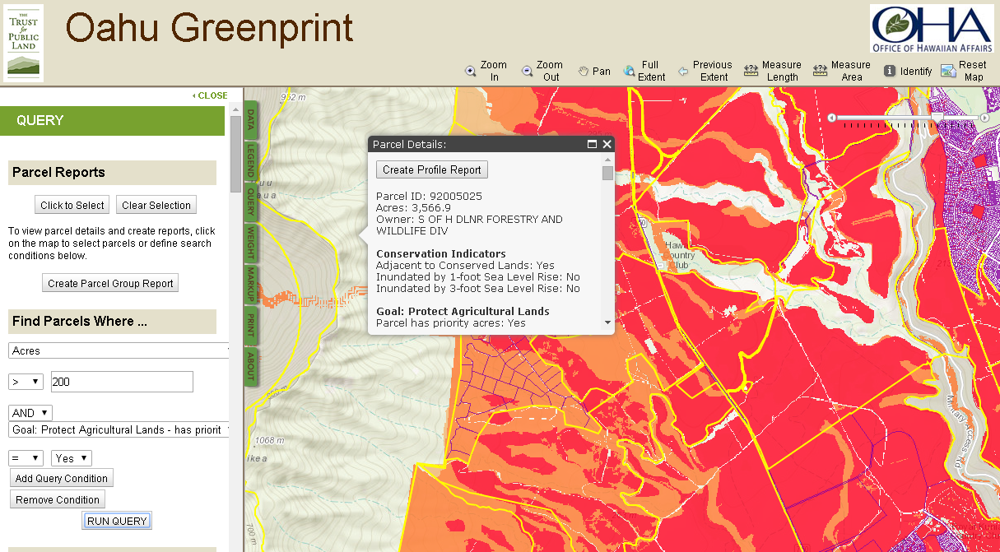 THE
TRUST
for
PUBLIC
LAND
Oahu Greenprint
OHA
OFFICE OF HAWAIIAN AFFAIRS
Zoom In
Zoom Out
Pan
Full Extent
Previous Extent
Measure Length
Measure Area
Identify
Reset Map
CLOSE
QUERY
Parcel Reports
Click to Select
Clear Selection
To view parcel details and create reports, click
on the map to select parcels or define search
conditions below.
Create Parcel Group Report
Find Parcels Where ...
Acres
>
200
AND
Goal: Protect Agricultural Lands - has priorit
=
Yes
Add Query Condition
Remove Condition
RUN QUERY
DATA
LEGEND
QUERY
WEIGHT
MARKUP
PRINT
ABOUT
952 m
Parcel Details:
Create Profile Report
Parcel ID: 92005025
Acres: 3,566.9
Owner: S OF H DLNR FORESTRY AND
WILDLIFE DIV
Conservation Indicators
Adjacent to Conserved Lands: Yes
Inundated by 1-foot Sea Level Rise: No
Inundated by 3-foot Sea Level Rise: No
Goal: Protect Agricultural Lands
Parcel has priority acres: Yes
Hawa
Country
Club
1068 m
ikea
700 m
Military Access Rd